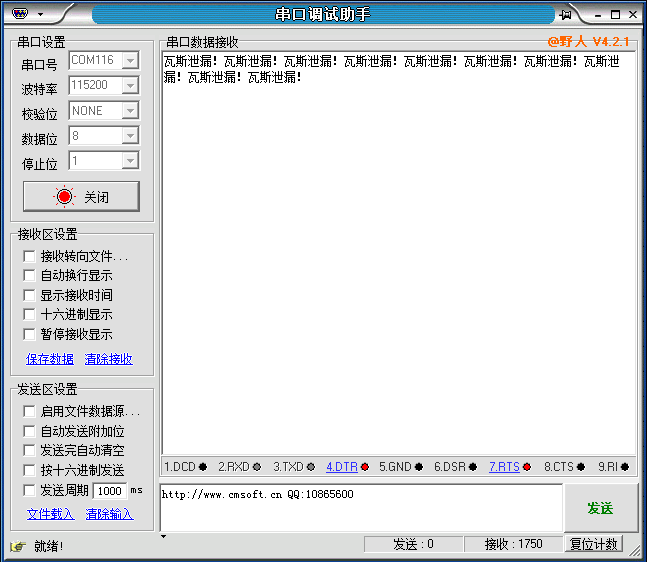 串口调试助手
串口设置
串口号 COM116
波特率 115200
校验位 NONE
数据位 8
停止位 1
关闭
接收区设置
接收转向文件...
自动换行显示
显示接收时间
十六进制显示
暂停接收显示
保存数据 清除接收
发送区设置
启用文件数据源...
自动发送附加位
发送完自动清空
按十六进制发送
发送周期 1000 ms
文件载入 清除输入
串口数据接收 @野人 V4.2.1
瓦斯泄漏！瓦斯泄漏！瓦斯泄漏！瓦斯泄漏！瓦斯泄漏！瓦斯泄漏！瓦斯泄漏！瓦斯泄
漏！瓦斯泄漏！瓦斯泄漏！
1.DCD 2.RXD 3.TXD 4.DTR 5.GND 6.DSR 7.RTS 8.CTS 9.RI
http://www.cmsoft.cn QQ:10865600
发送
就绪! 发送 : 0 接收 : 1750 复位计数